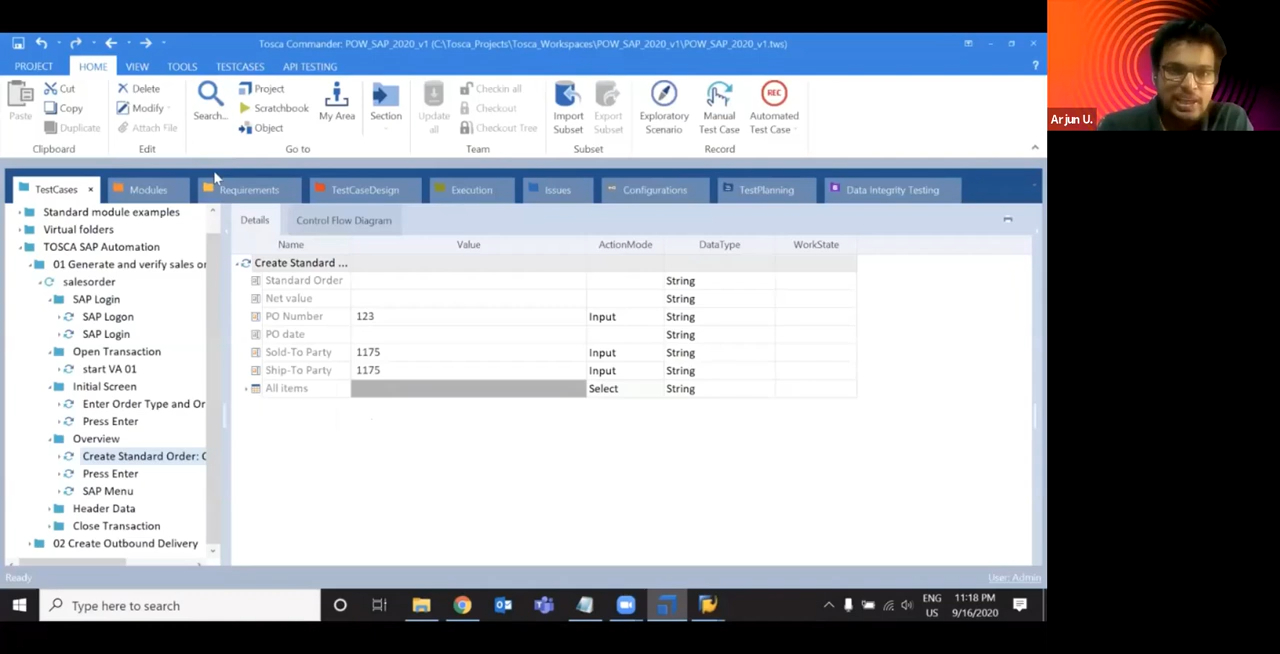 Tosca Commander: POW_SAP_2020_v1 (C:\Tosca_Projects\Tosca_Workspaces\POW_SAP_2020_v1\POW_SAP_2020_v1.tws)
PROJECT HOME VIEW TOOLS TESTCASES API TESTING ?
Paste
Cut
Copy
Duplicate
Clipboard
Delete
Modify
Attach File
Edit
Search...
Project
Scratchbook
Object
My Area
Section
Go to
Update all
Checkin all
Checkout
Checkout Tree
Team
Import Subset
Export Subset
Subset
Exploratory Scenario
Manual Test Case
REC
Automated Test Case
Record
Arjun U.
TestCases × Modules Requirements TestCaseDesign Execution Issues Configurations TestPlanning Data Integrity Testing
Standard module examples
Virtual folders
TOSCA SAP Automation
01 Generate and verify sales or
salesorder
SAP Login
SAP Logon
SAP Login
Open Transaction
start VA 01
Initial Screen
Enter Order Type and Or
Press Enter
Overview
Create Standard Order: C
Press Enter
SAP Menu
Header Data
Close Transaction
02 Create Outbound Delivery
Details Control Flow Diagram
Name Value ActionMode DataType WorkState
Create Standard ...
Standard Order String
Net value String
PO Number 123 Input String
PO date String
Sold-To Party 1175 Input String
Ship-To Party 1175 Input String
All items Select String
Ready User: Admin
Type here to search
ENG
US
11:18 PM
9/16/2020